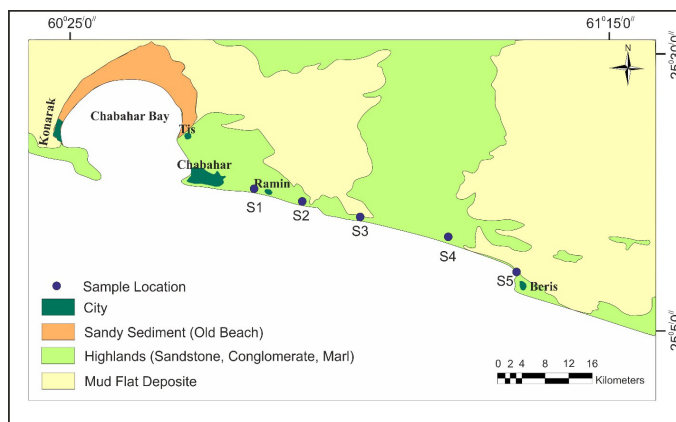 60°25'0"
61°15'0"
25°30'0"
N
Konarak
Chabahar Bay
Tis
Chabahar
Ramin
S1
S2
S3
S4
S5
Beris
25°5'0"
Sample Location
City
Sandy Sediment (Old Beach)
Highlands (Sandstone, Conglomerate, Marl)
Mud Flat Deposite
0 2 4 8 12 16
Kilometers